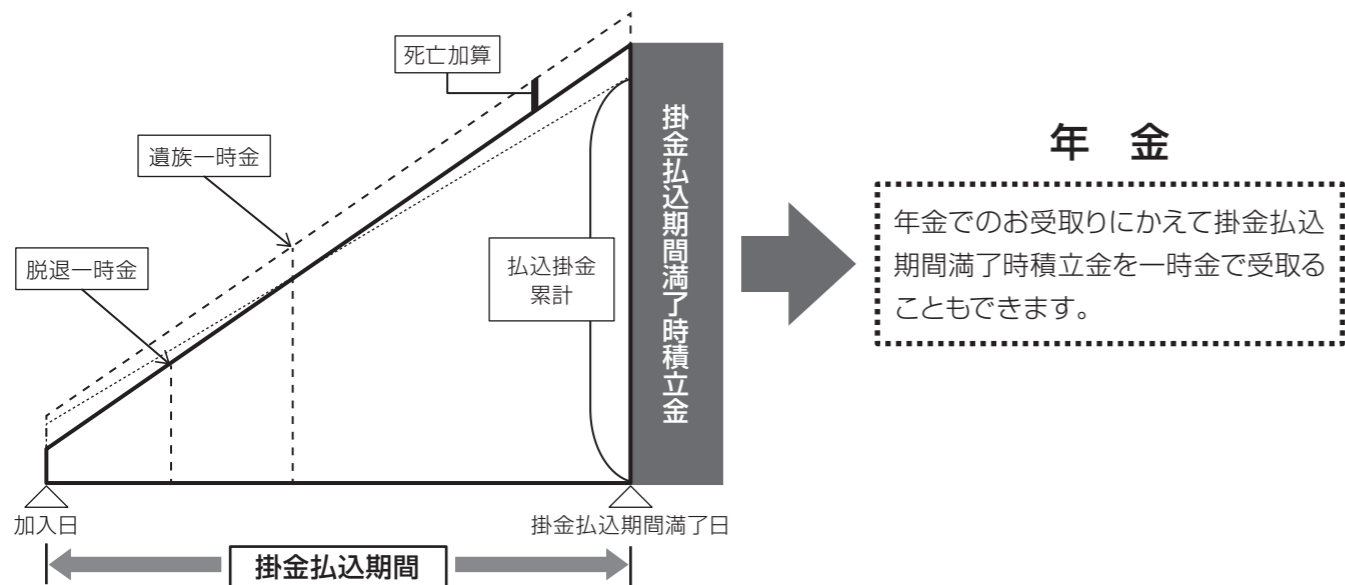 死亡加算
遺族一時金
脱退一時金
払込掛金
累計
掛金払込期間満了時積立金
加入日
掛金払込期間満了日
掛金払込期間
年 金
年金でのお受取りにかえて掛金払込
期間満了時積立金を一時金で受取る
こともできます。